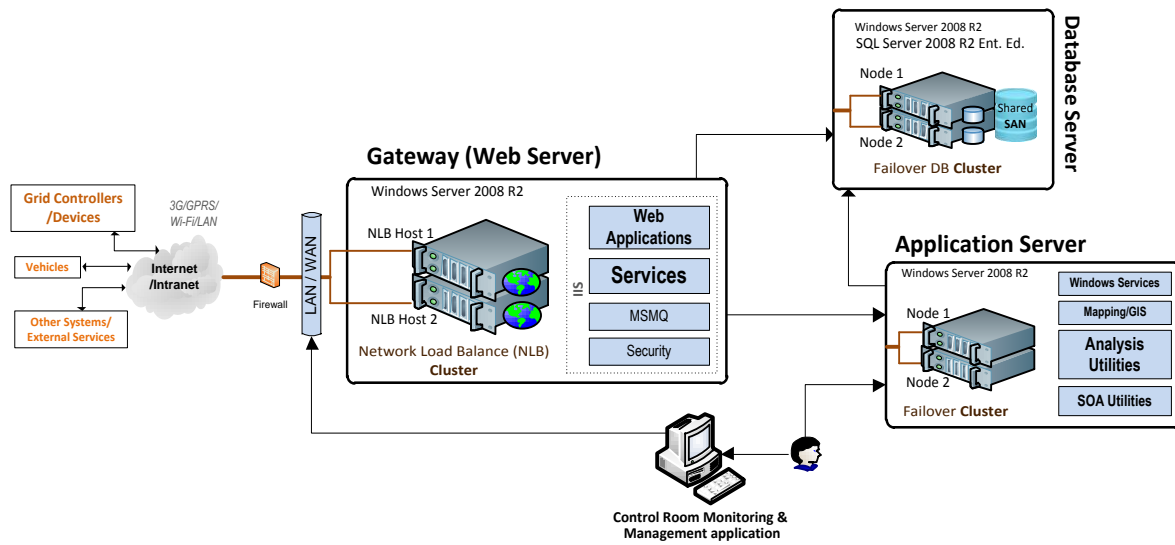 Grid Controllers
/Devices
Vehicles
Other Systems/
External Services
3G/GPRS/
Wi-Fi/LAN
Internet
/Intranet
Firewall
LAN / WAN
Gateway (Web Server)
Windows Server 2008 R2
NLB Host 1
NLB Host 2
Network Load Balance (NLB)
Cluster
IIS
Web
Applications
Services
MSMQ
Security
Database Server
Windows Server 2008 R2
SQL Server 2008 R2 Ent. Ed.
Node 1
Node 2
Shared
SAN
Failover DB Cluster
Application Server
Windows Server 2008 R2
Node 1
Node 2
Failover Cluster
Windows Services
Mapping/GIS
Analysis
Utilities
SOA Utilities
Control Room Monitoring &
Management application